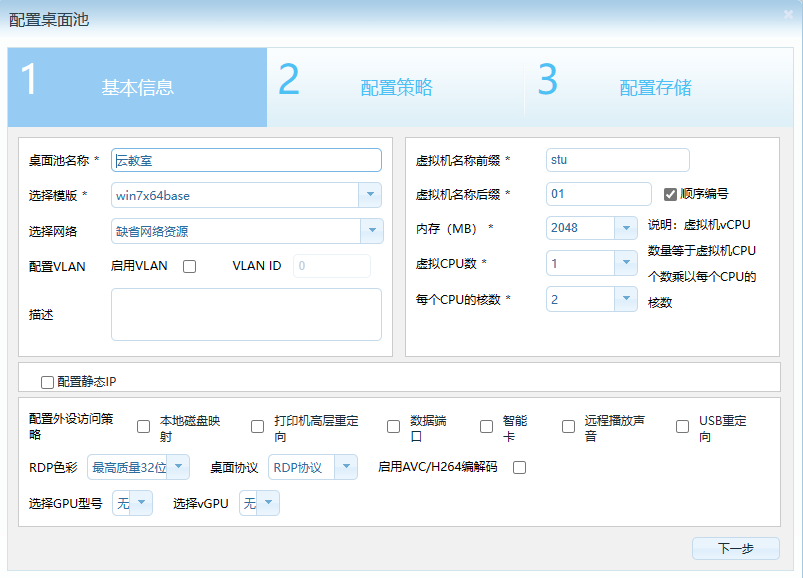 配置桌面池
1 基本信息 2 配置策略 3 配置存储
桌面池名称 * 云教室
选择模版 * win7x64base
选择网络 缺省网络资源
配置VLAN 启用VLAN VLAN ID 0
描述
虚拟机名称前缀 * stu
虚拟机名称后缀 * 01 顺序编号
内存（MB） * 2048
虚拟CPU数 * 1
每个CPU的核数 * 2
说明：虚拟机vCPU
数量等于虚拟机CPU
个数乘以每个CPU的
核数
配置静态IP
配置外设访问策
略
本地磁盘映
射
打印机高层重定
向
数据端
口
智能
卡
远程播放声
音
USB重定
向
RDP色彩 最高质量32位 桌面协议 RDP协议 启用AVC/H264编解码
选择GPU型号 无 选择vGPU 无
下一步